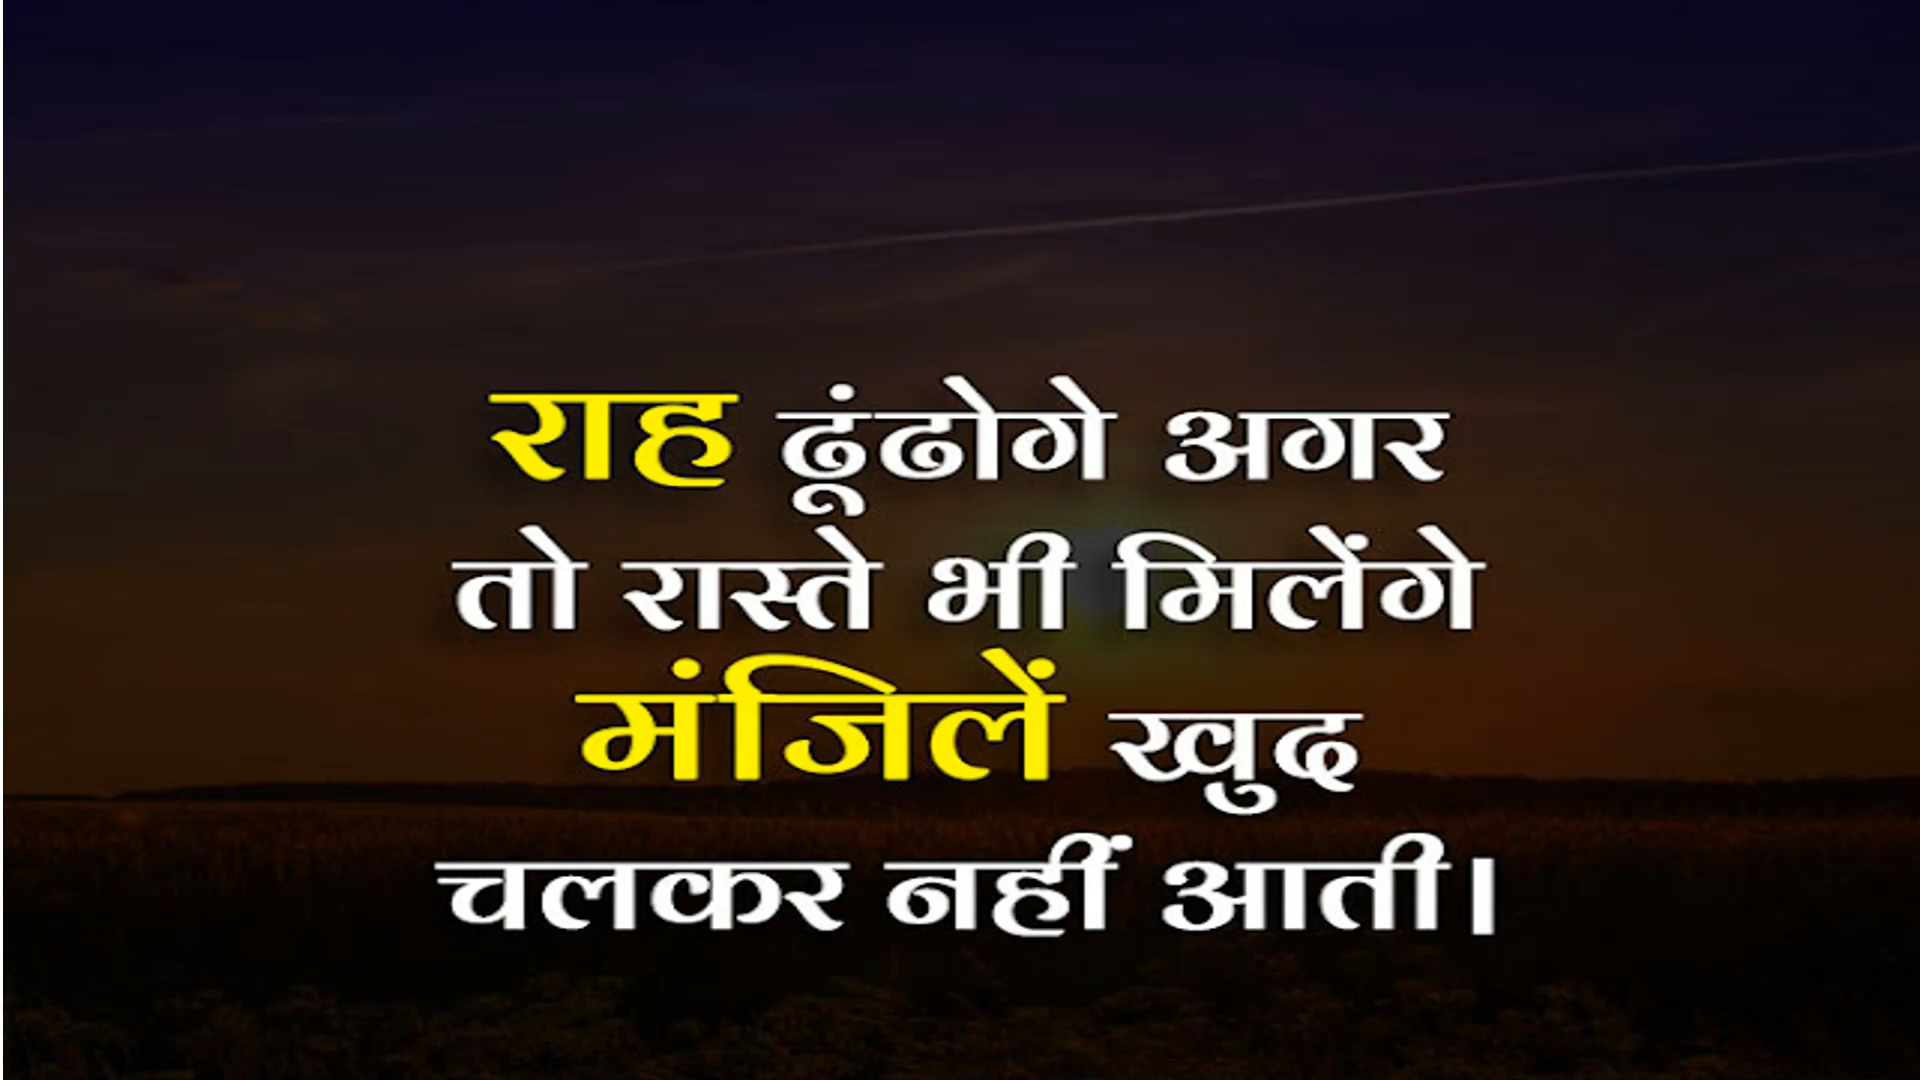 राह ढूंढोगे अगर
तो रास्ते भी मिलेंगे
मंजिलें खुद
चलकर नहीं आती।